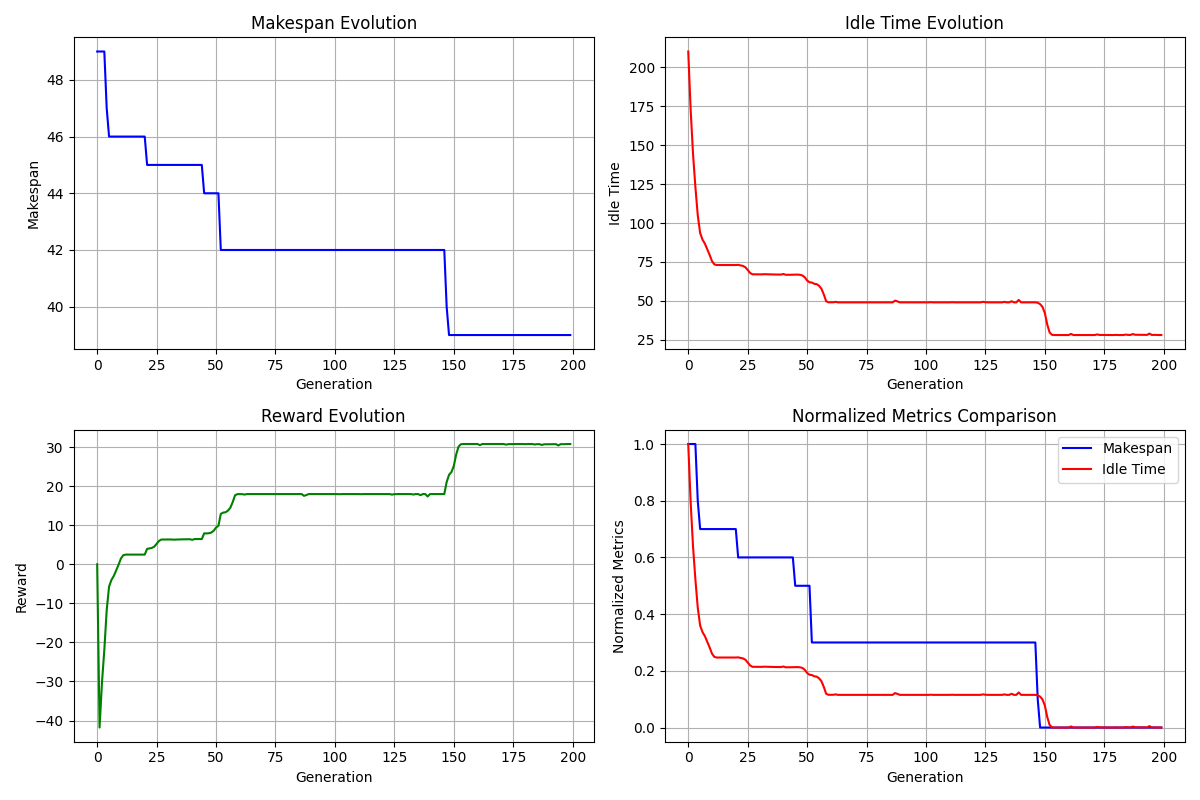 Makespan Evolution
Makespan
48
46
44
42
40
0 25 50 75 100 125 150 175 200
Generation
Idle Time Evolution
Idle Time
200
175
150
125
100
75
50
25
0 25 50 75 100 125 150 175 200
Generation
Reward Evolution
Reward
30
20
10
0
−10
−20
−30
−40
0 25 50 75 100 125 150 175 200
Generation
Normalized Metrics Comparison
Normalized Metrics
1.0
0.8
0.6
0.4
0.2
0.0
Makespan
Idle Time
0 25 50 75 100 125 150 175 200
Generation